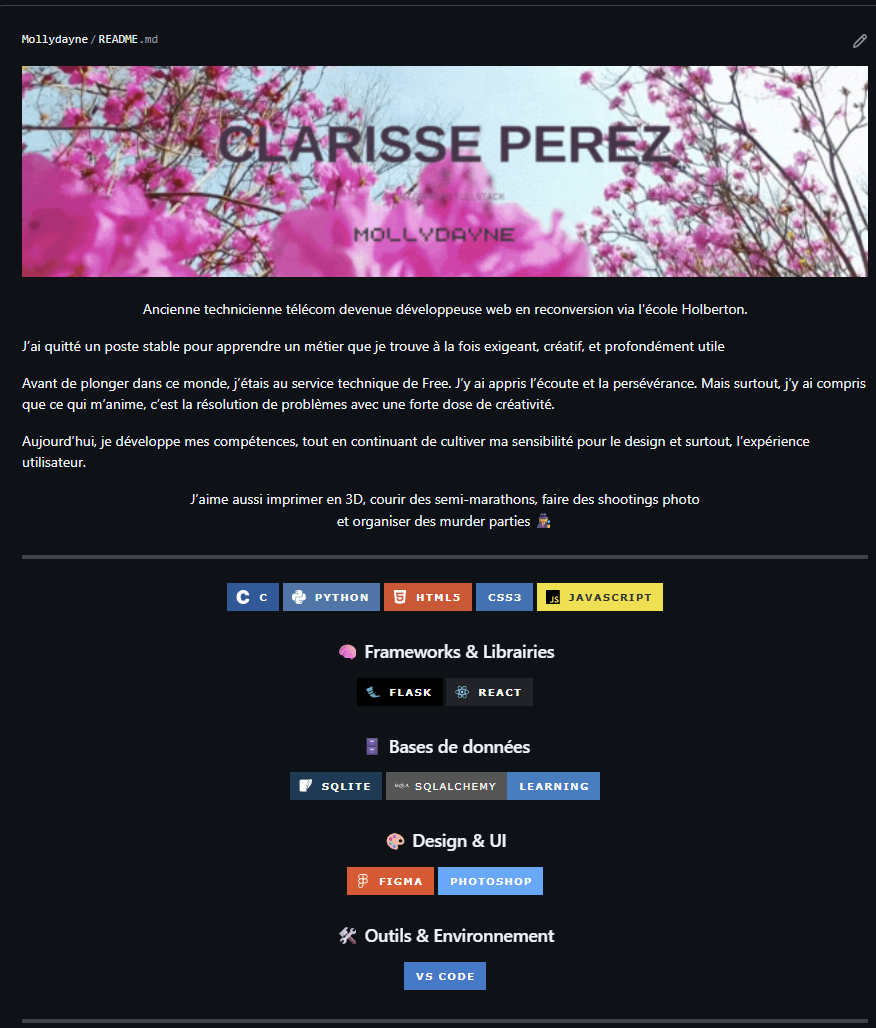 Mollydayne/README.md
CLARISSE PEREZ
STACK
MOLLYDAYNE
Ancienne technicienne télécom devenue développeuse web en reconversion via l'école Holberton.
J’ai quitté un poste stable pour apprendre un métier que je trouve à la fois exigeant, créatif, et profondément utile
Avant de plonger dans ce monde, j’étais au service technique de Free. J’y ai appris l’écoute et la persévérance. Mais surtout, j’y ai compris
que ce qui m’anime, c’est la résolution de problèmes avec une forte dose de créativité.
Aujourd’hui, je développe mes compétences, tout en continuant de cultiver ma sensibilité pour le design et surtout, l’expérience
utilisateur.
J’aime aussi imprimer en 3D, courir des semi-marathons, faire des shootings photo
et organiser des murder parties
C C PYTHON HTML5 CSS3 JS JAVASCRIPT
Frameworks & Librairies
FLASK REACT
Bases de données
SQLITE SQLALCHEMY LEARNING
Design & UI
FIGMA PHOTOSHOP
Outils & Environnement
VS CODE